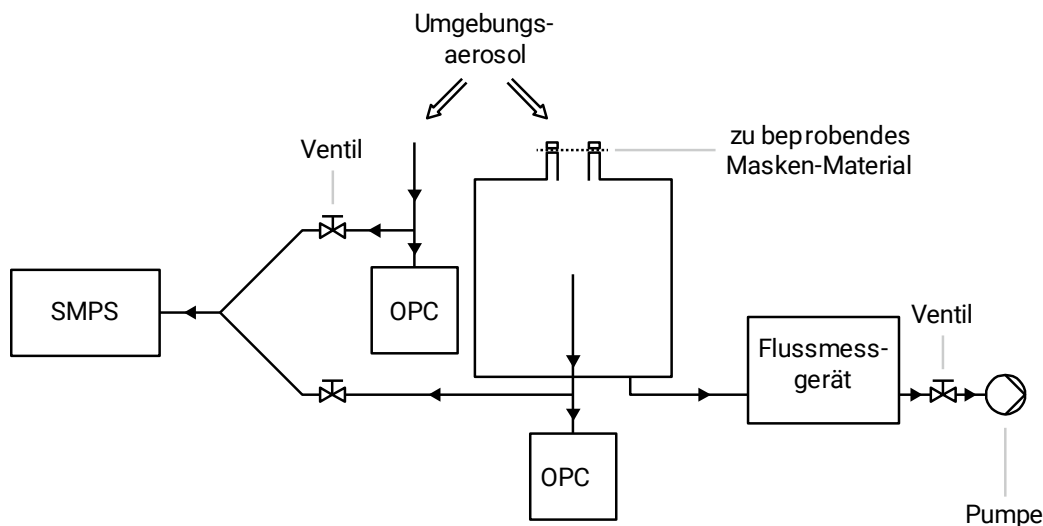 Umgebungs-
aerosol
Ventil
zu beprobendes
Masken-Material
SMPS
OPC
Ventil
Flussmess-
gerät
OPC
Pumpe